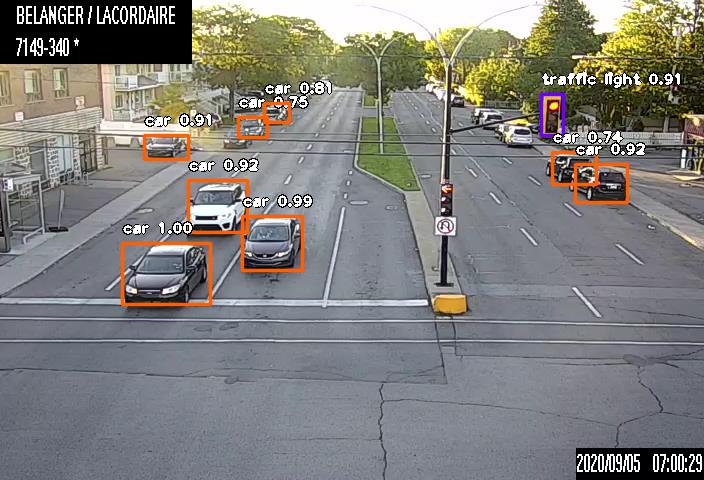 BELANGER / LACORDAIRE
7149-340 *
car 0.81
car 0.75
traffic light 0.91
car 0.91
car 0.74
car 0.92
car 0.92
car 0.99
car 1.00
2020/09/05 07:00:29